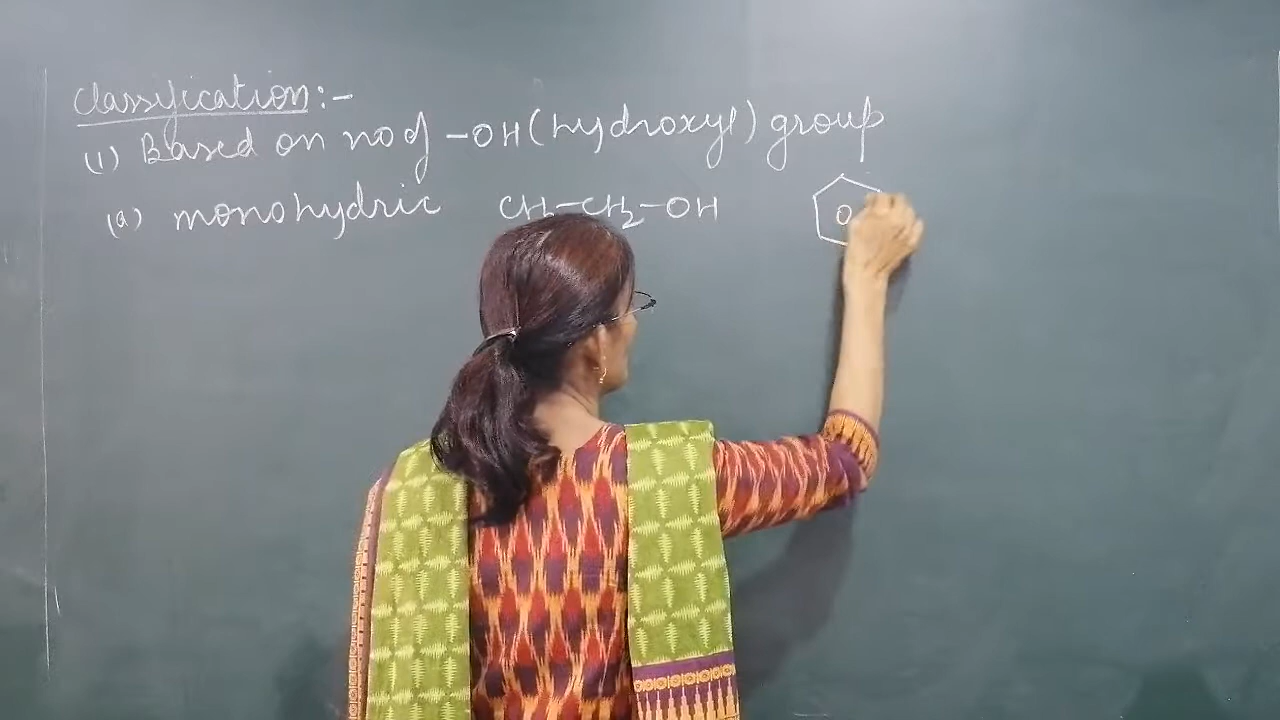 Classification:-
(1) Based on no of -OH (hydroxyl) group
(a) monohydric CH-CH2-OH